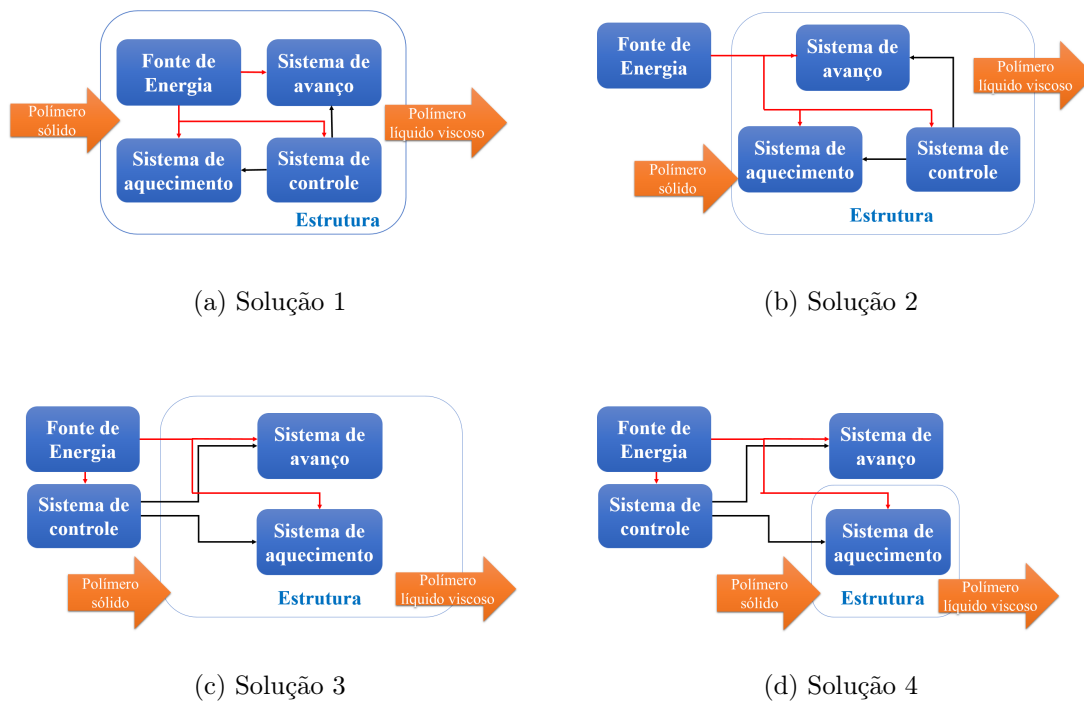 Fonte de
Energia
Sistema de
avanço
Polímero
sólido
Polímero
líquido viscoso
Sistema de
aquecimento
Sistema de
controle
Estrutura
(a) Solução 1
Fonte de
Energia
Sistema de
avanço
Polímero
líquido viscoso
Sistema de
aquecimento
Sistema de
controle
Polímero
sólido
Estrutura
(b) Solução 2
Fonte de
Energia
Sistema de
avanço
Sistema de
controle
Sistema de
aquecimento
Polímero
sólido
Estrutura
Polímero
líquido viscoso
(c) Solução 3
Fonte de
Energia
Sistema de
avanço
Sistema de
controle
Sistema de
aquecimento
Polímero
sólido
Estrutura
Polímero
líquido viscoso
(d) Solução 4